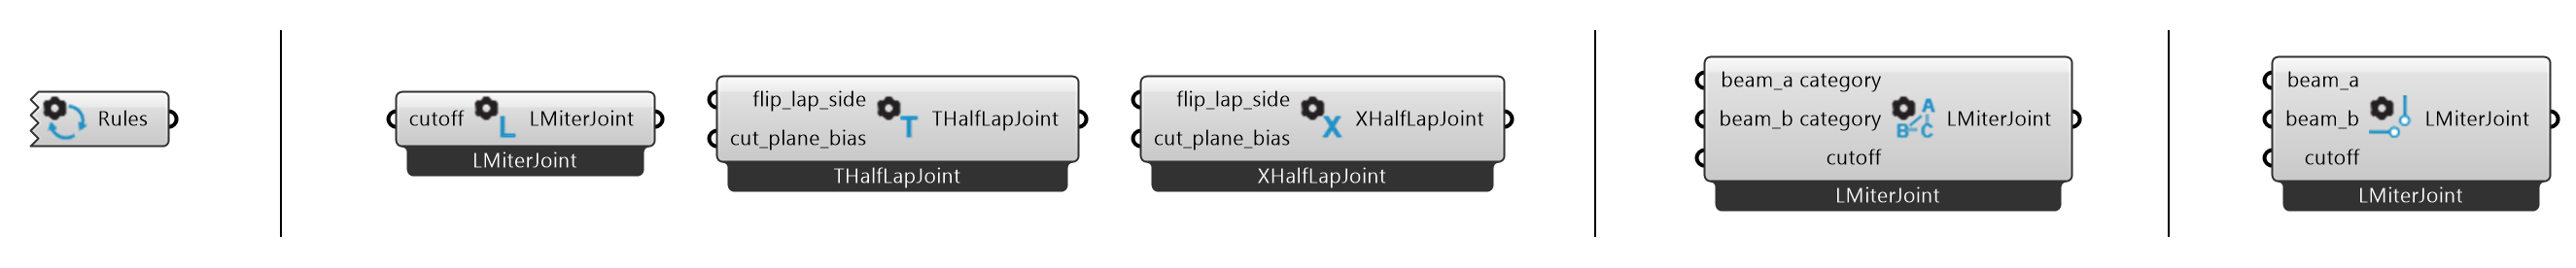 Rules
cutoff L LMiterJoint
LMiterJoint
flip_lap_side
cut_plane_bias T THalfLapJoint
THalfLapJoint
flip_lap_side
cut_plane_bias X XHalfLapJoint
XHalfLapJoint
beam_a category
beam_b category
cutoff
A
B C
LMiterJoint
LMiterJoint
beam_a
beam_b
cutoff
LMiterJoint
LMiterJoint